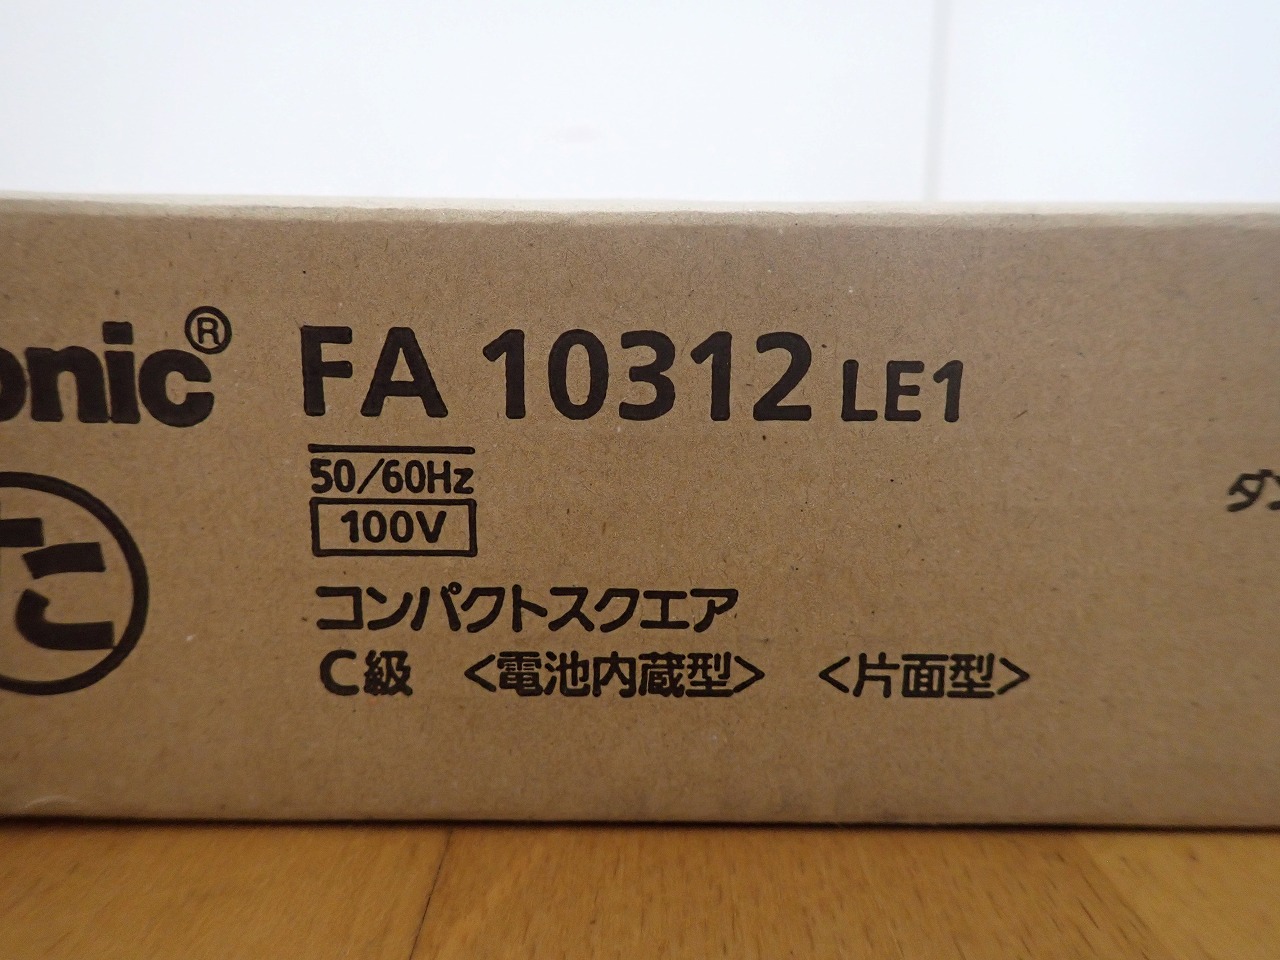 onic® FA 10312 LE1
50/60Hz
100V
コンパクトスクエア
C級 <電池内蔵型> <片面型>